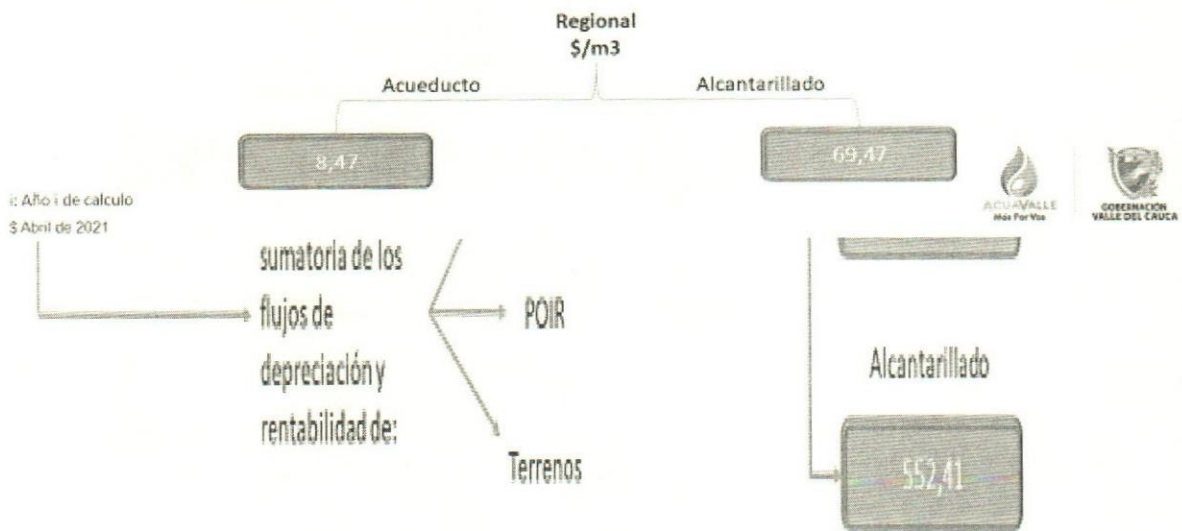 Regional
$/m3
Acueducto
Alcantarillado
8,47
69,47
ACUAVALLE
Más Por Vos
GOBERNACIÓN
VALLE DEL CAUCA
i: Año i de calculo
$ Abril de 2021
sumatoria de los
flujos de
depreciación y
rentabilidad de:
POIR
Terrenos
Alcantarillado
552,41